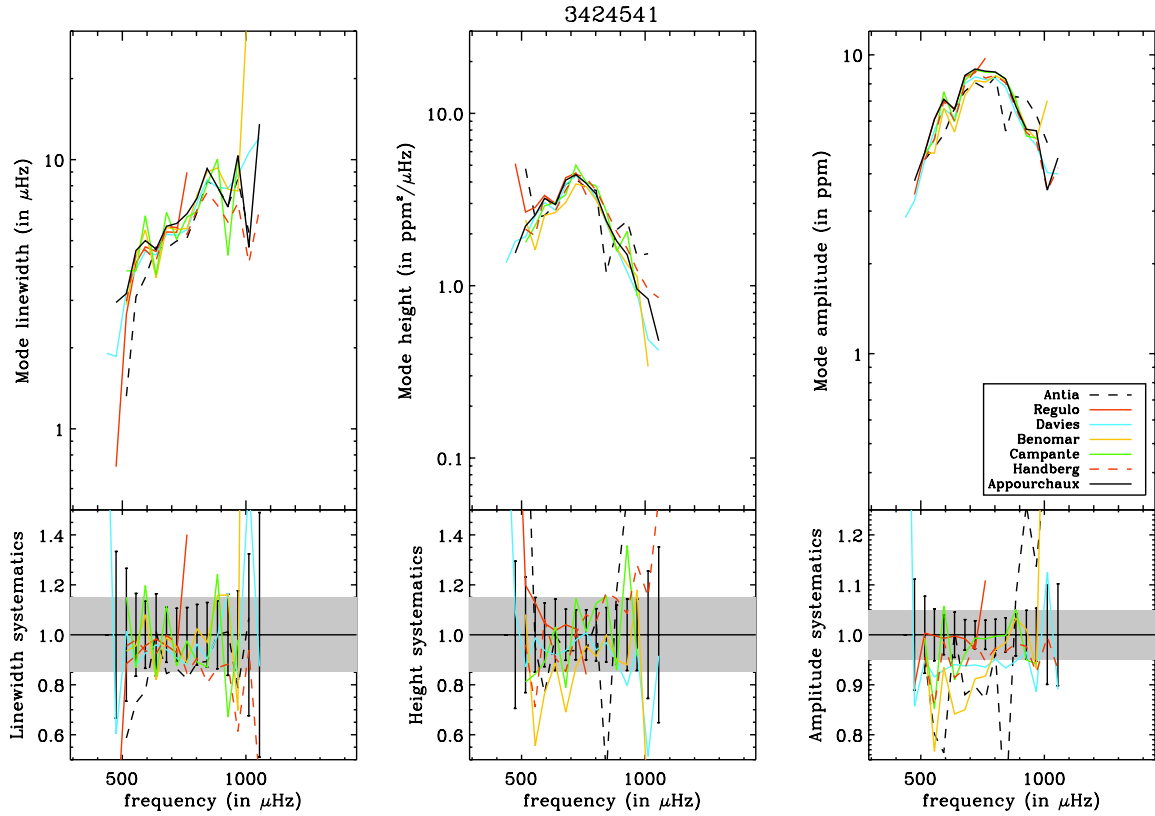 3424541
Mode linewidth (in μHz)
10
1
Linewidth systematics
1.4
1.2
1.0
0.8
0.6
500
1000
frequency (in μHz)
Mode height (in ppm²/μHz)
10.0
1.0
0.1
Height systematics
1.4
1.2
1.0
0.8
0.6
500
1000
frequency (in μHz)
Mode amplitude (in ppm)
10
1
Antia
Regulo
Davies
Benomar
Campante
Handberg
Appourchaux
Amplitude systematics
1.2
1.1
1.0
0.9
0.8
500
1000
frequency (in μHz)